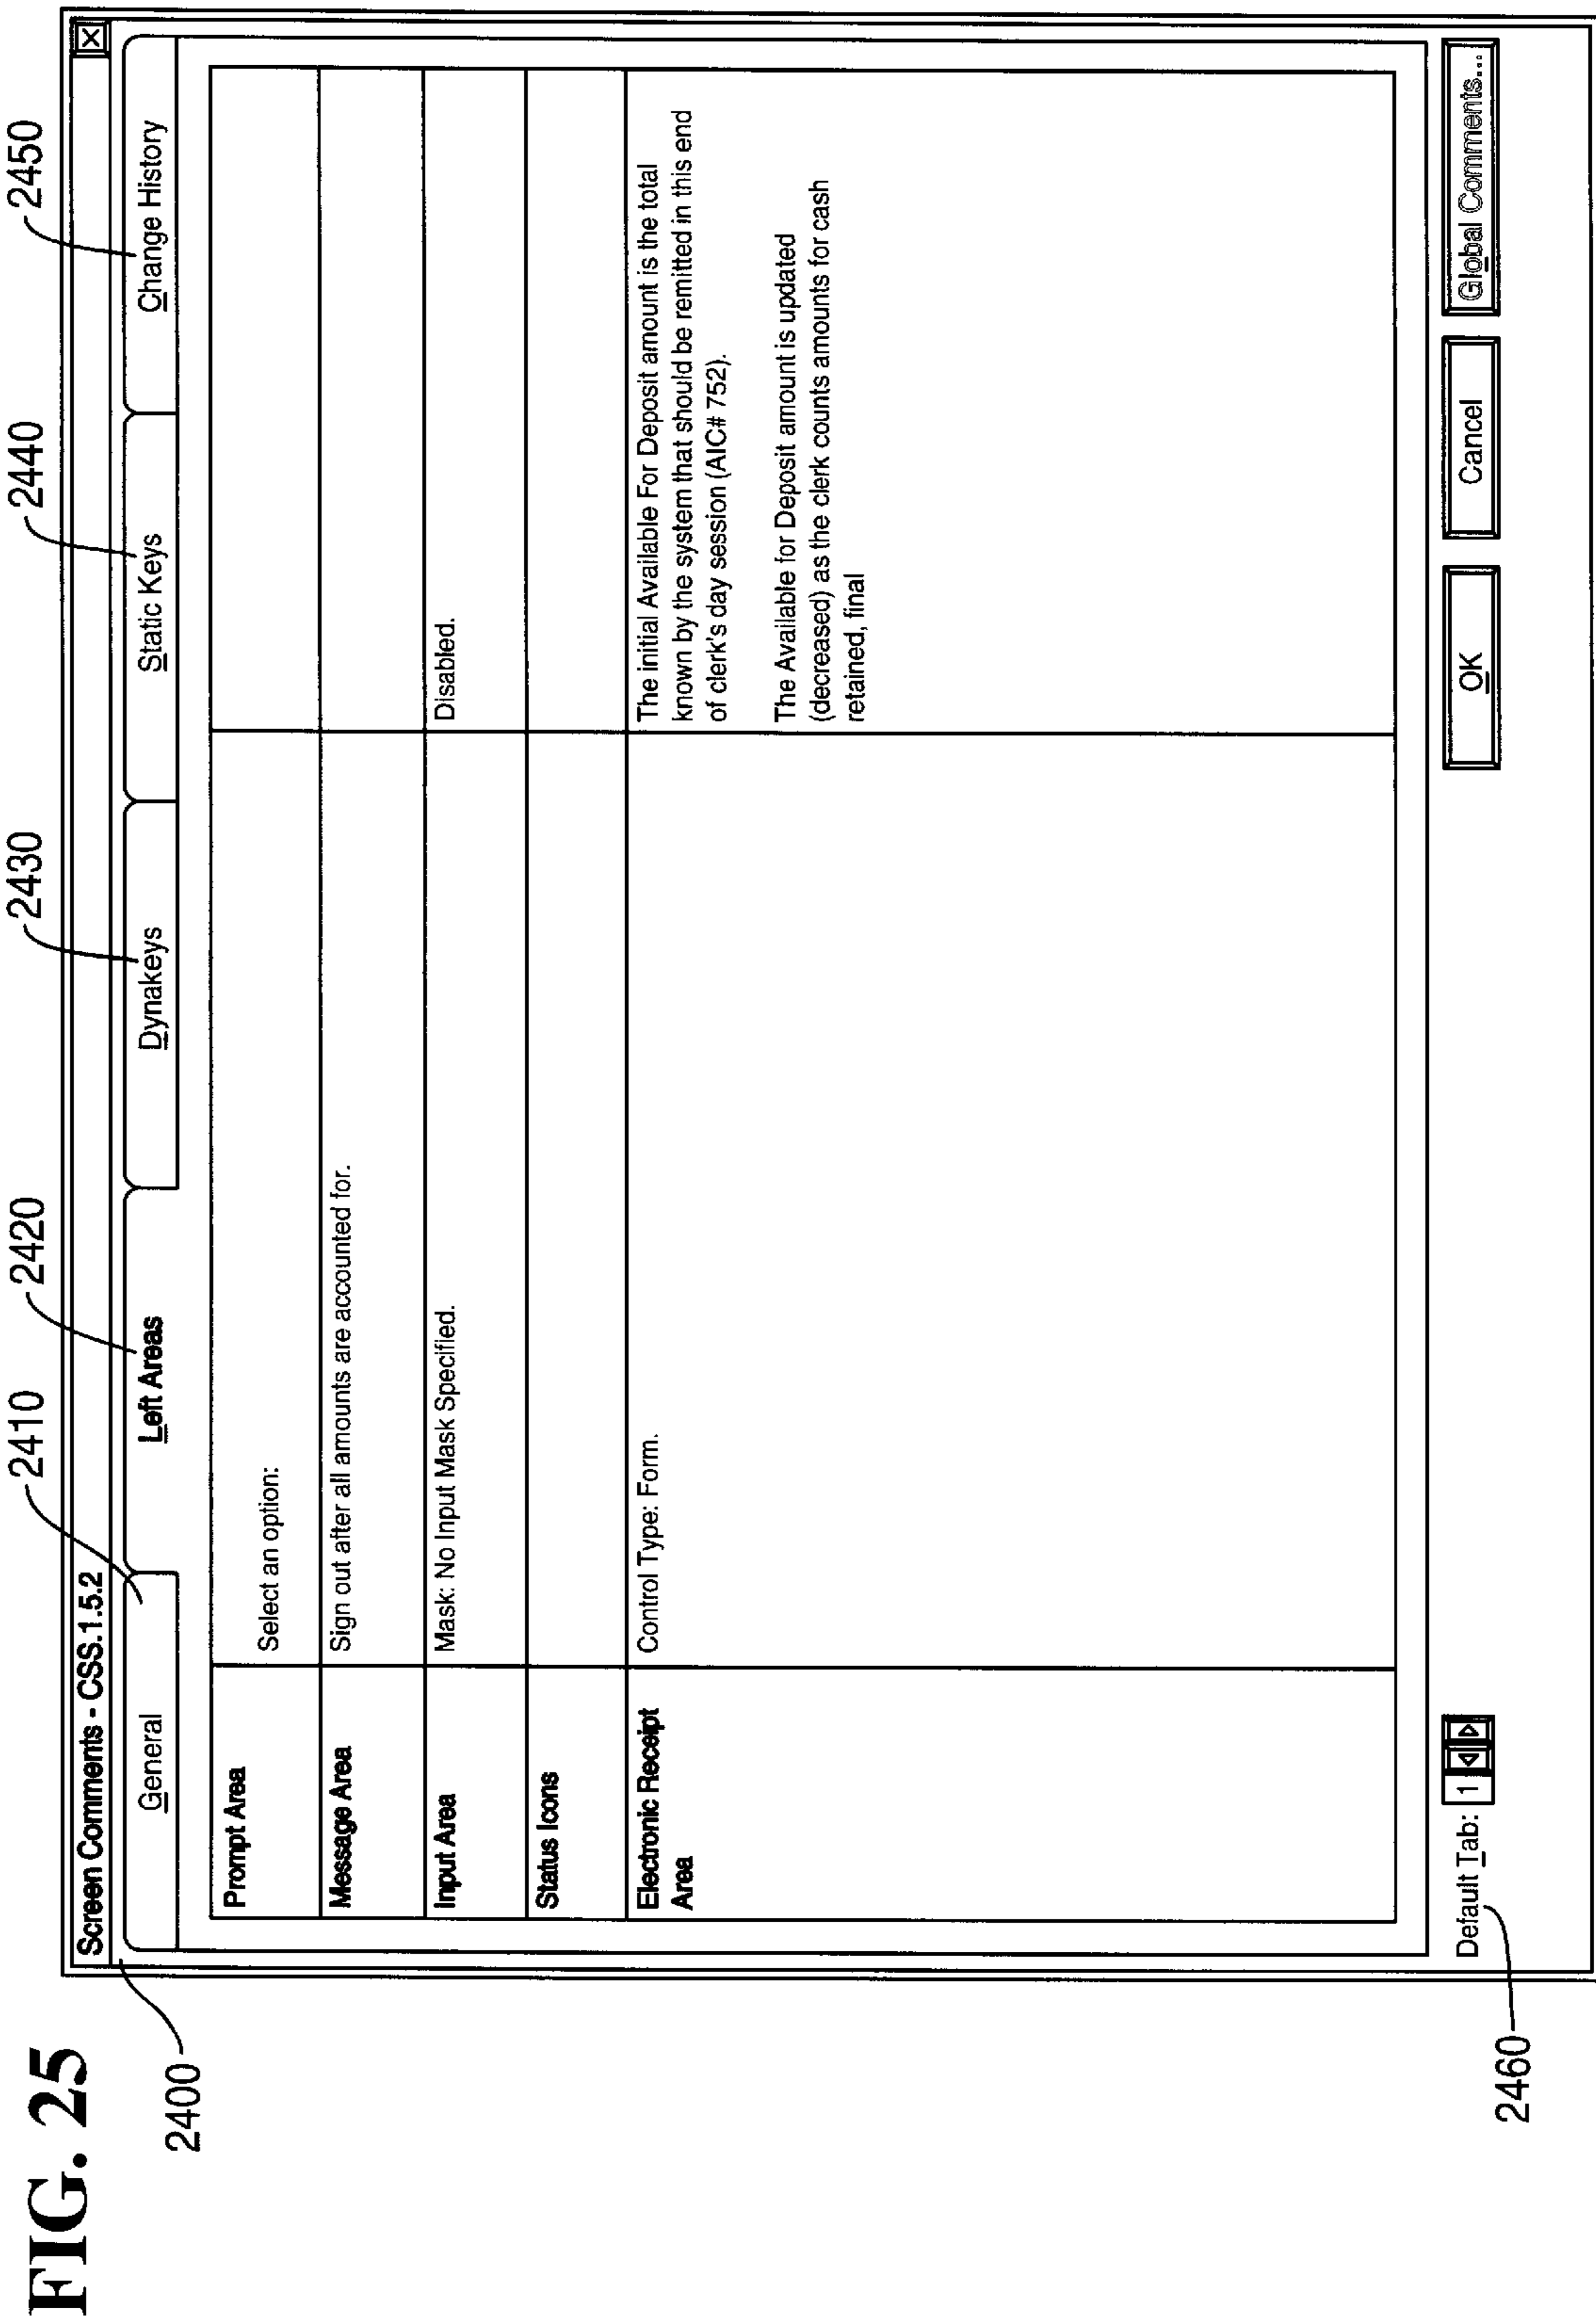 FIG. 25
2410
2420
2430
2440
2450
2400
Screen Comments - CSS.1.5.2
General
Left Areas
Dynakeys
Static Keys
Change History
Prompt Area
Select an option:
Message Area
Sign out after all amounts are accounted for.
Input Area
Mask: No Input Mask Specified.
Disabled.
Status Icons
Electronic Receipt
Area
Control Type: Form.
The initial Available For Deposit amount is the total
known by the system that should be remitted in this end
of clerk's day session (AIC# 752).
The Available for Deposit amount is updated
(decreased) as the clerk counts amounts for cash
retained, final
Default Tab: 1
OK
Cancel
Global Comments...
2460